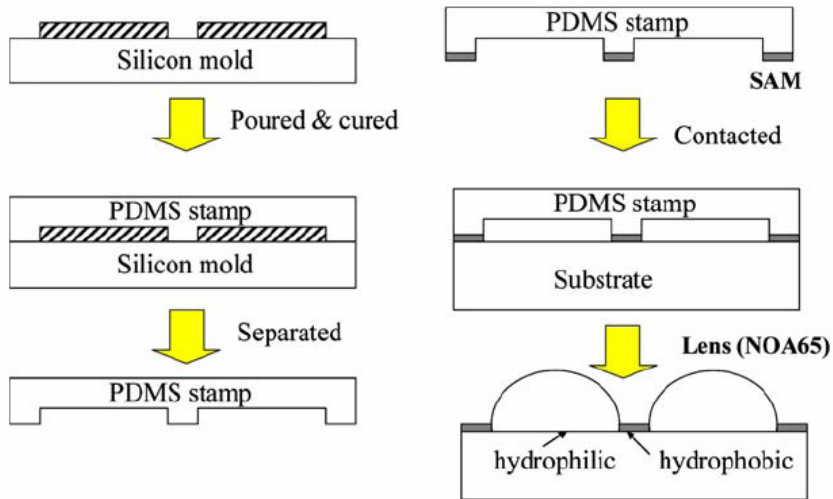 Silicon mold
Poured & cured
PDMS stamp
Silicon mold
Separated
PDMS stamp
PDMS stamp
SAM
Contacted
PDMS stamp
Substrate
Lens (NOA65)
hydrophilic
hydrophobic